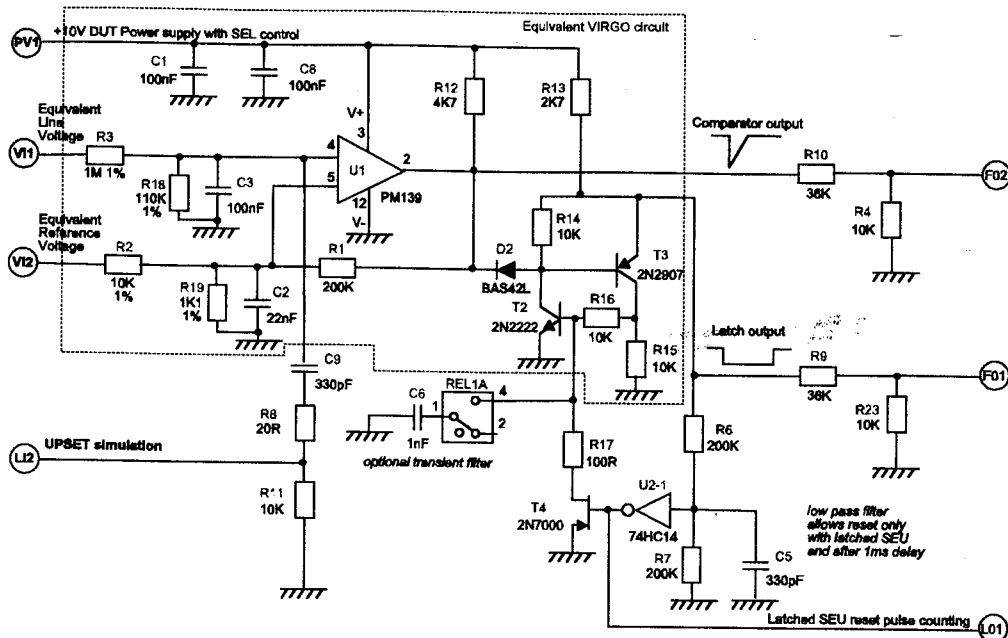 Equivalent VIRGO circuit
PV1
+10V DUT Power supply with SEL control
C1
100nF
C8
100nF
R12
4K7
R13
2K7
V+
3
Equivalent
Line
Voltage
VI1
R3
1M 1%
4
U1
2
5
PM139
12
V-
R18
110K
1%
C3
100nF
Comparator output
R10
36K
F02
R4
10K
Equivalent
Reference
Voltage
VI2
R2
10K
1%
R19
1K1
1%
C2
22nF
R1
200K
D2
BAS42L
R14
10K
T3
2N2907
T2
2N2222
R16
10K
R15
10K
Latch output
R9
36K
F01
R23
10K
C9
330pF
R8
20R
C6
1nF
REL1A
4
1
2
optional transient filter
R17
100R
R6
200K
UPSET simulation
LI2
R11
10K
T4
2N7000
U2-1
74HC14
R7
200K
C5
330pF
low pass filter
allows reset only
with latched SEU
and after 1ms delay
Latched SEU reset pulse counting
L01